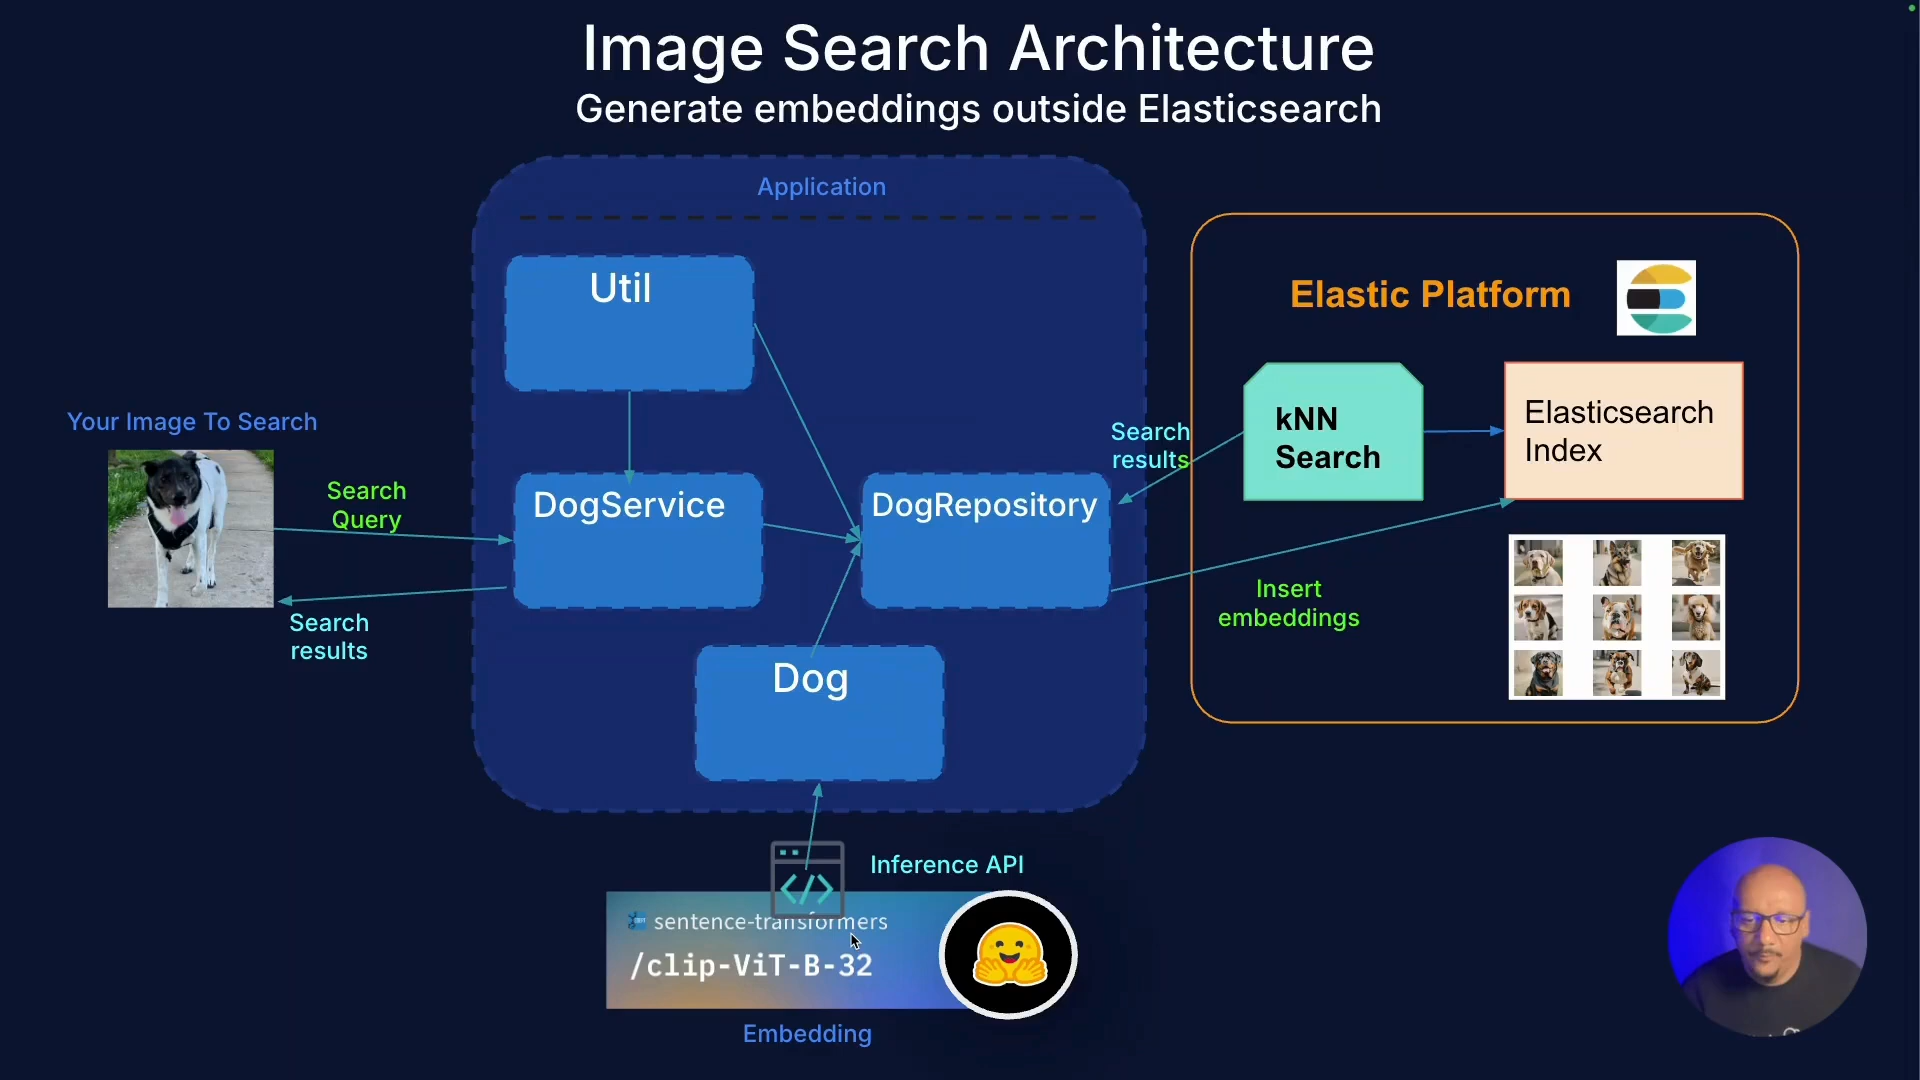 Image Search Architecture
Generate embeddings outside Elasticsearch
Application
Util
Elastic Platform
Your Image To Search
Search
Query
DogService
DogRepository
Search
results
kNN
Search
Elasticsearch
Index
Search
results
Insert
embeddings
Dog
Inference API
sentence-transformers
/clip-ViT-B-32
Embedding